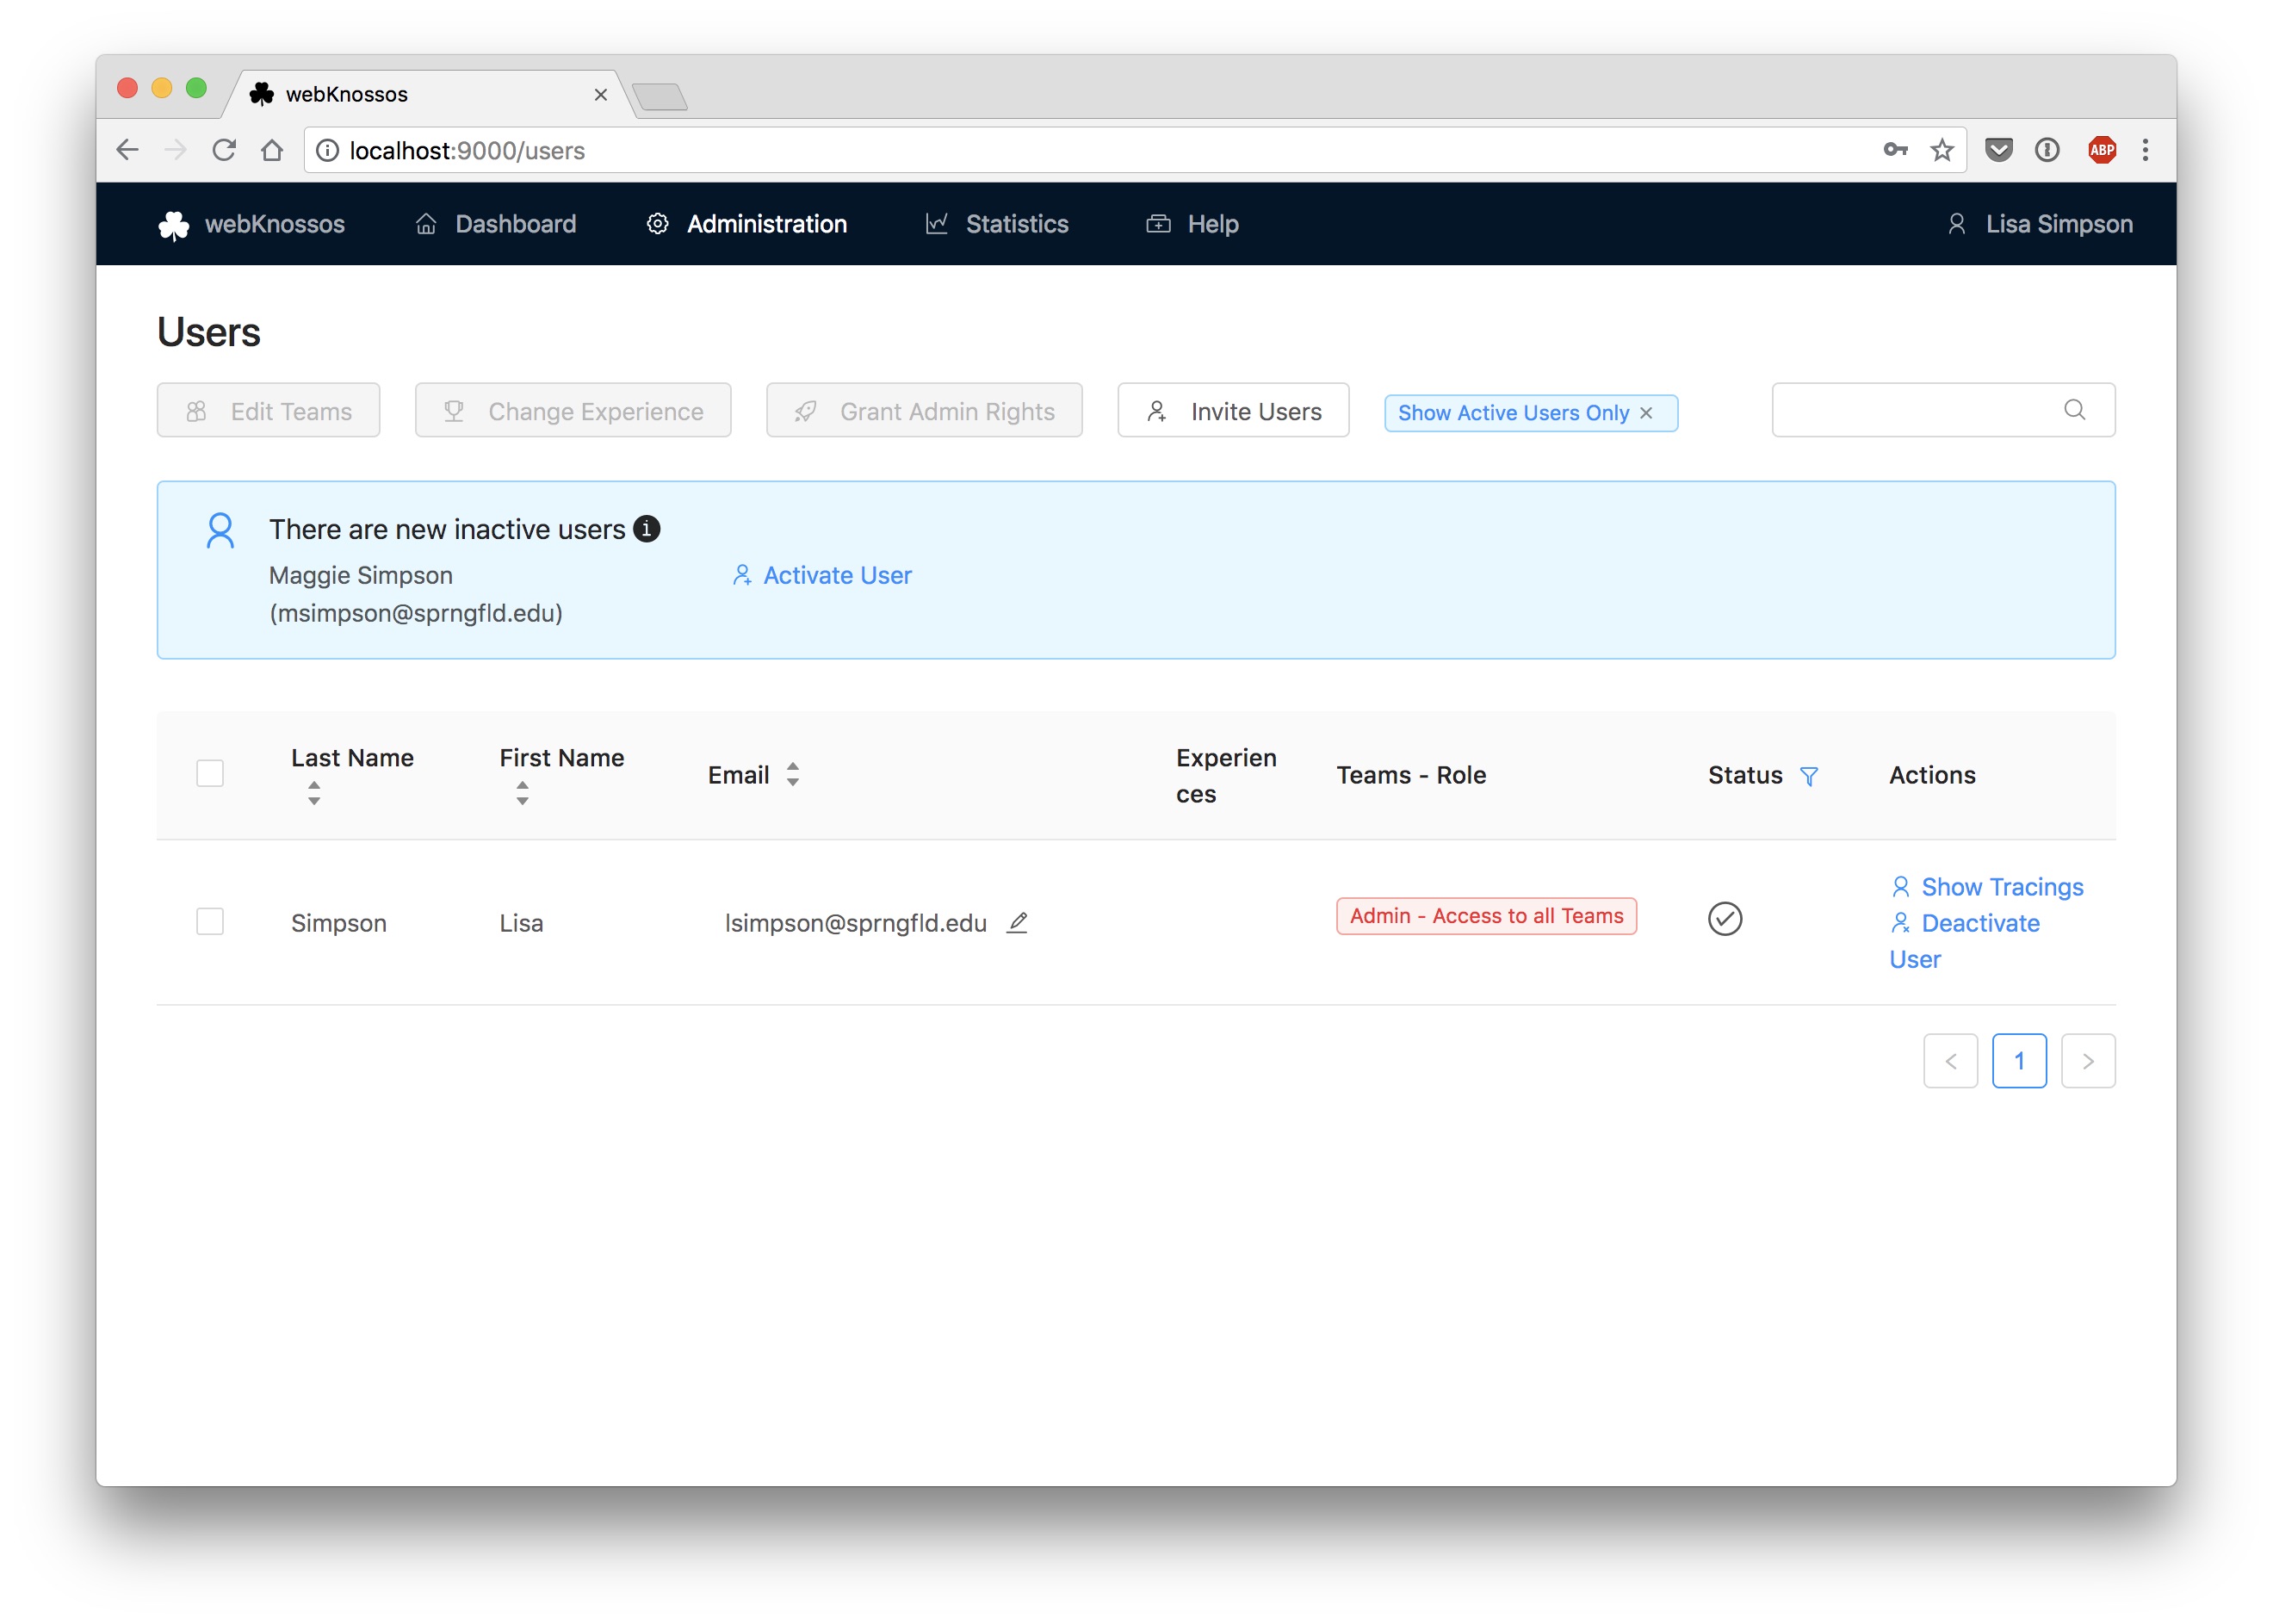 webKnossos
localhost:9000/users
ABP
webKnossos Dashboard Administration Statistics Help Lisa Simpson
Users
Edit Teams Change Experience Grant Admin Rights Invite Users Show Active Users Only
There are new inactive users
Maggie Simpson Activate User
(msimpson@sprngfld.edu)
Last Name First Name Email Experien
ces Teams - Role Status Actions
Simpson Lisa lsimpson@sprngfld.edu Admin - Access to all Teams Show Tracings
Deactivate
User
1